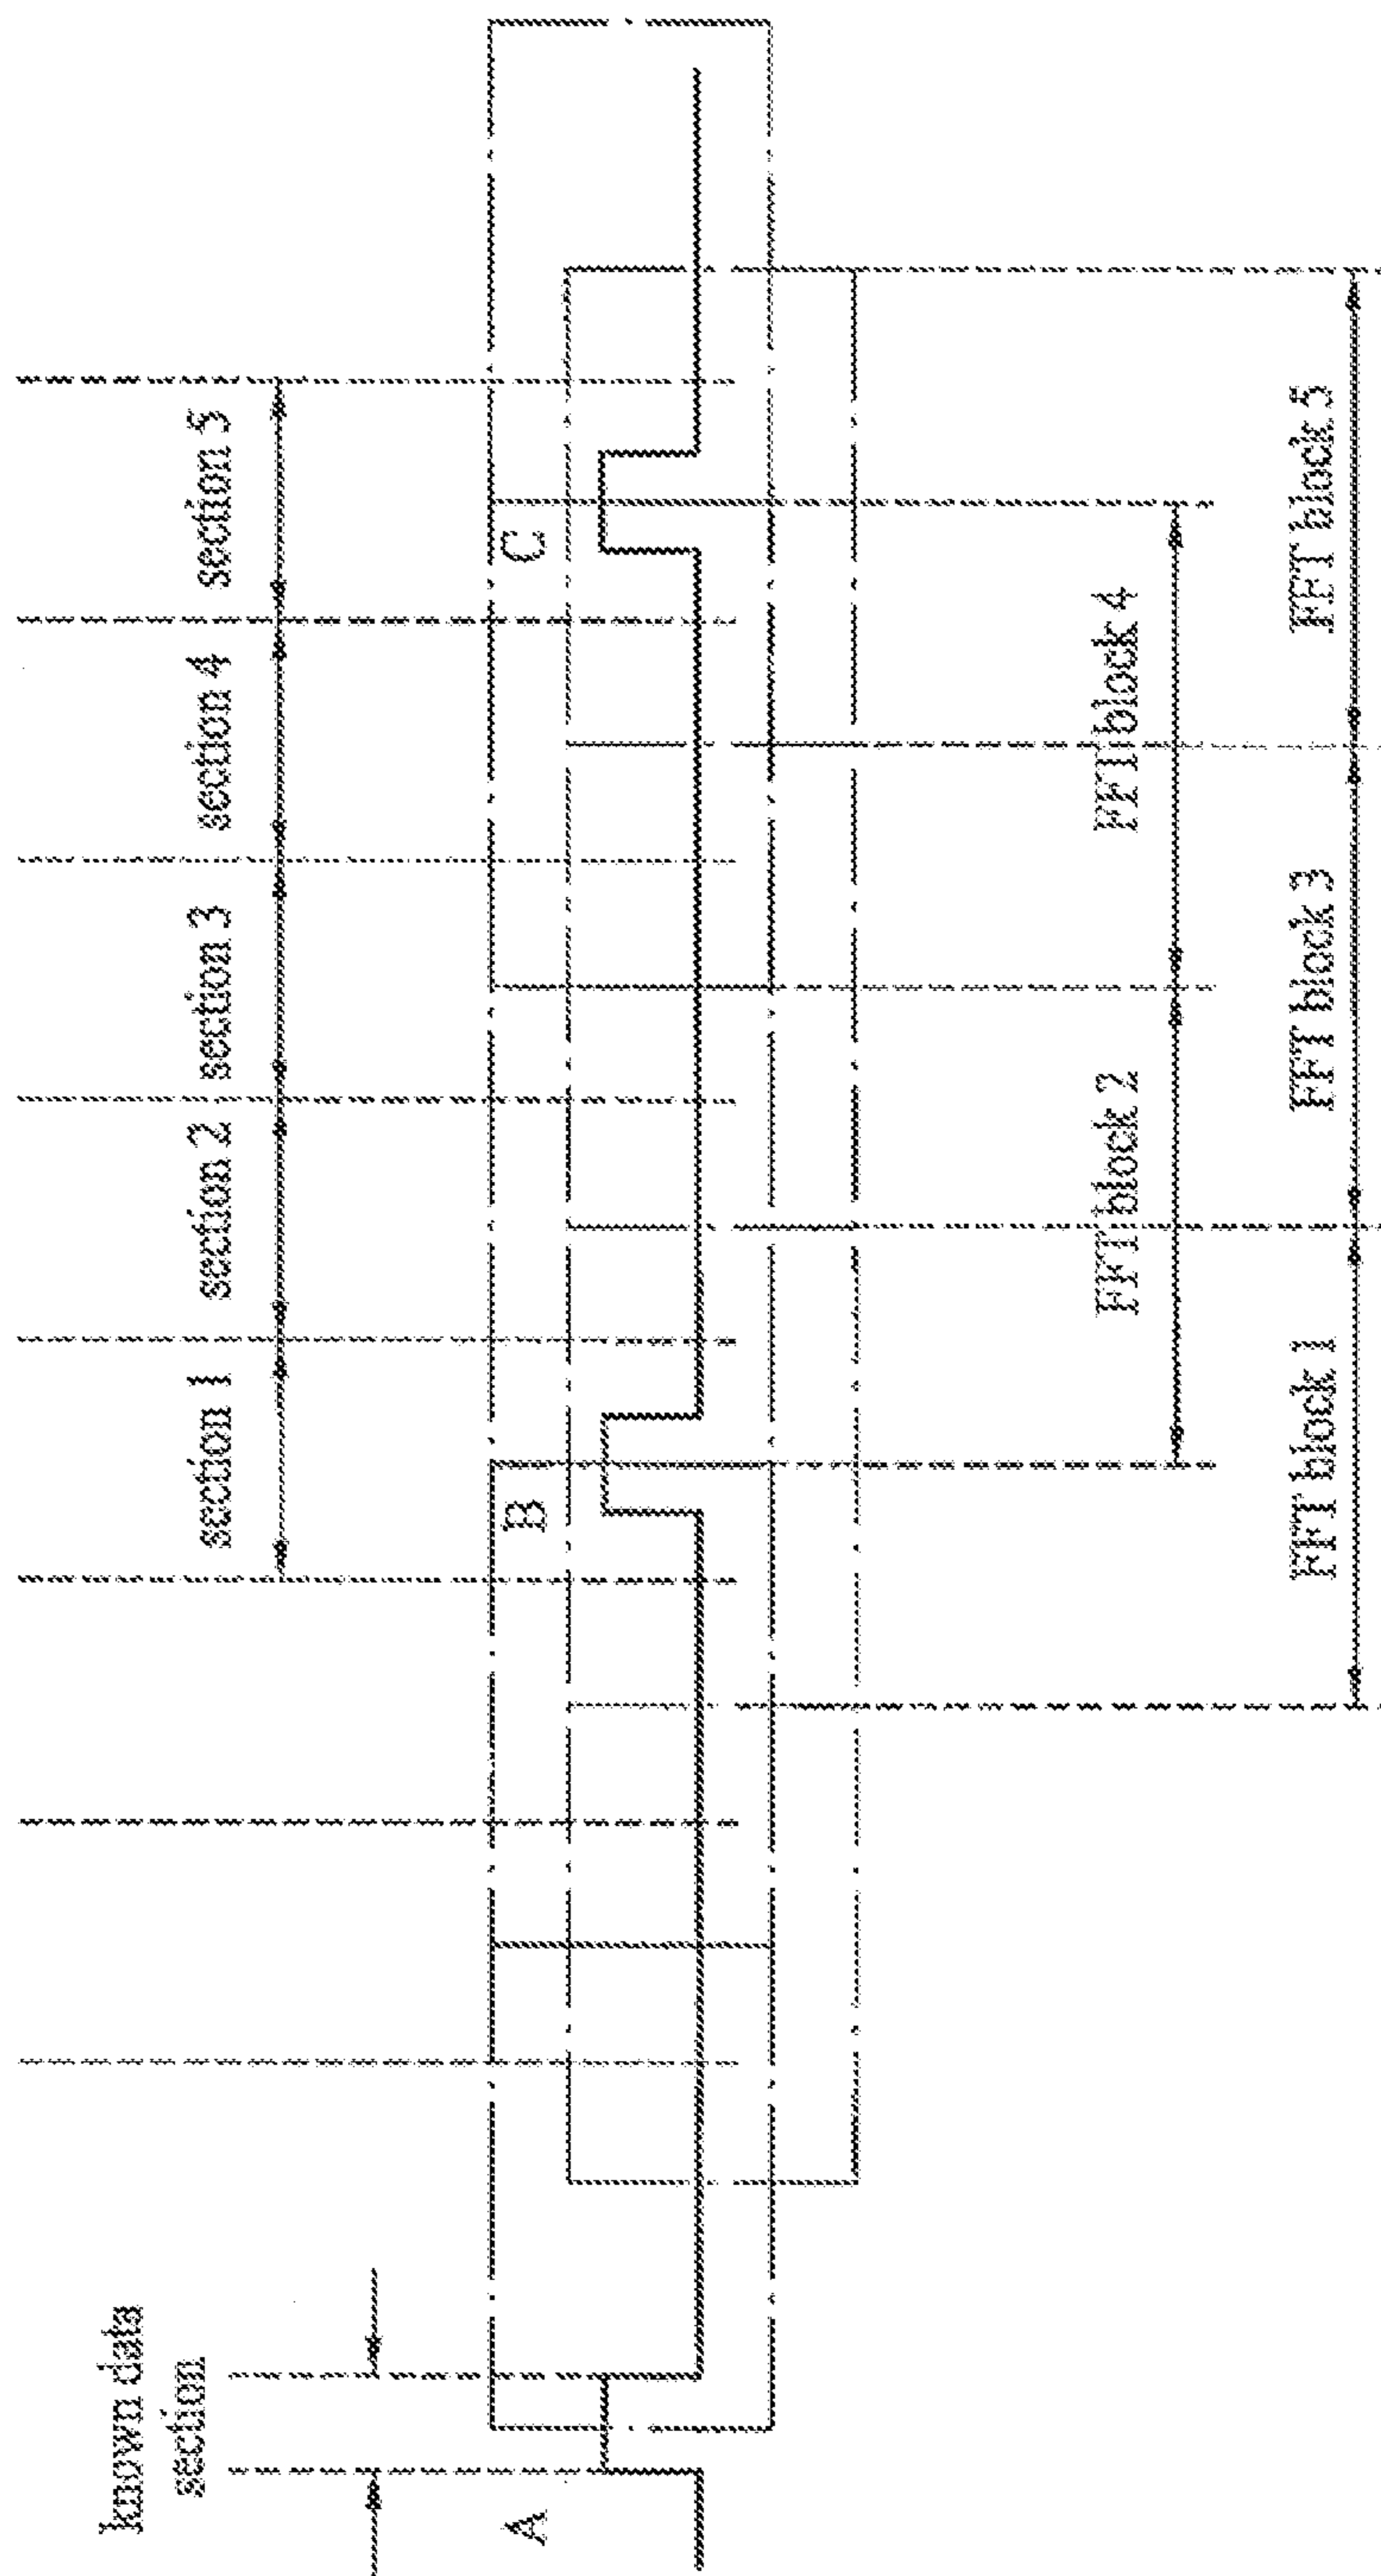 known data
section
section 1
section 2
section 3
section 4
section 5
A
B
C
FFT block 2
FFT block 4
FFT block 1
FFT block 3
FFT block 5